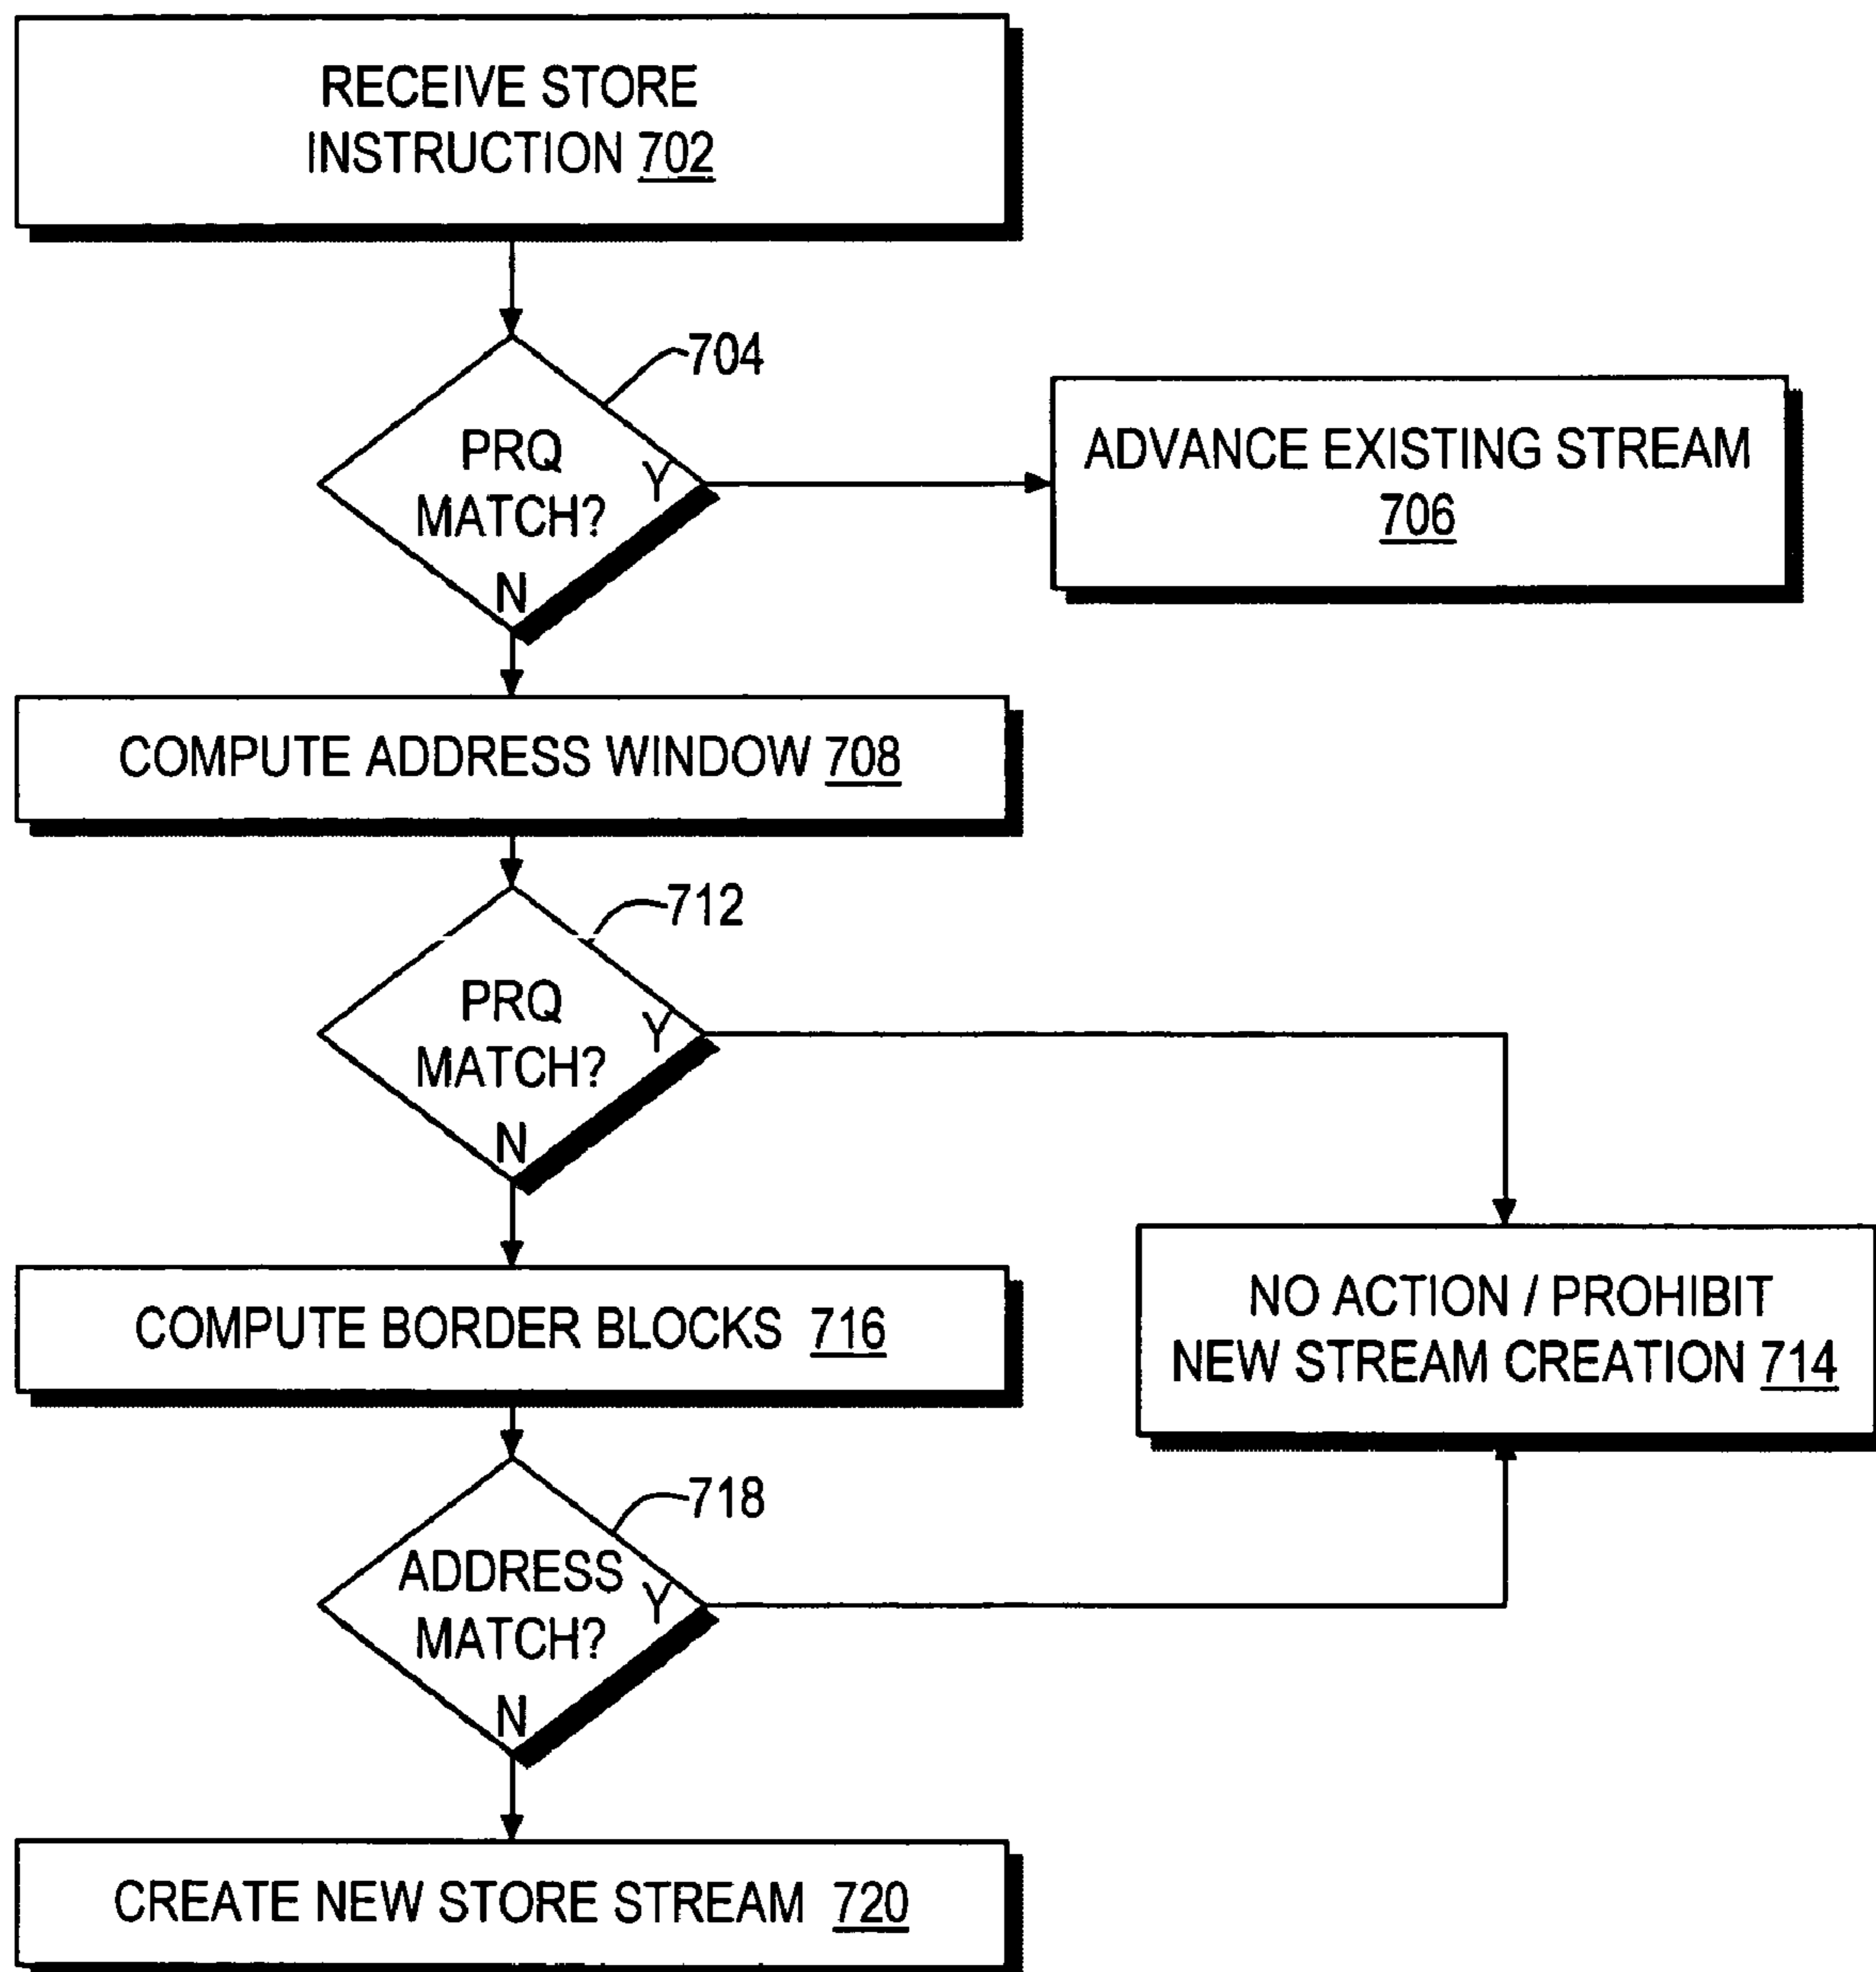 RECEIVE STORE
INSTRUCTION 702
704
PRQ
MATCH?
Y
N
ADVANCE EXISTING STREAM
706
COMPUTE ADDRESS WINDOW 708
712
PRQ
MATCH?
Y
N
COMPUTE BORDER BLOCKS 716
NO ACTION / PROHIBIT
NEW STREAM CREATION 714
718
ADDRESS
MATCH?
Y
N
CREATE NEW STORE STREAM 720